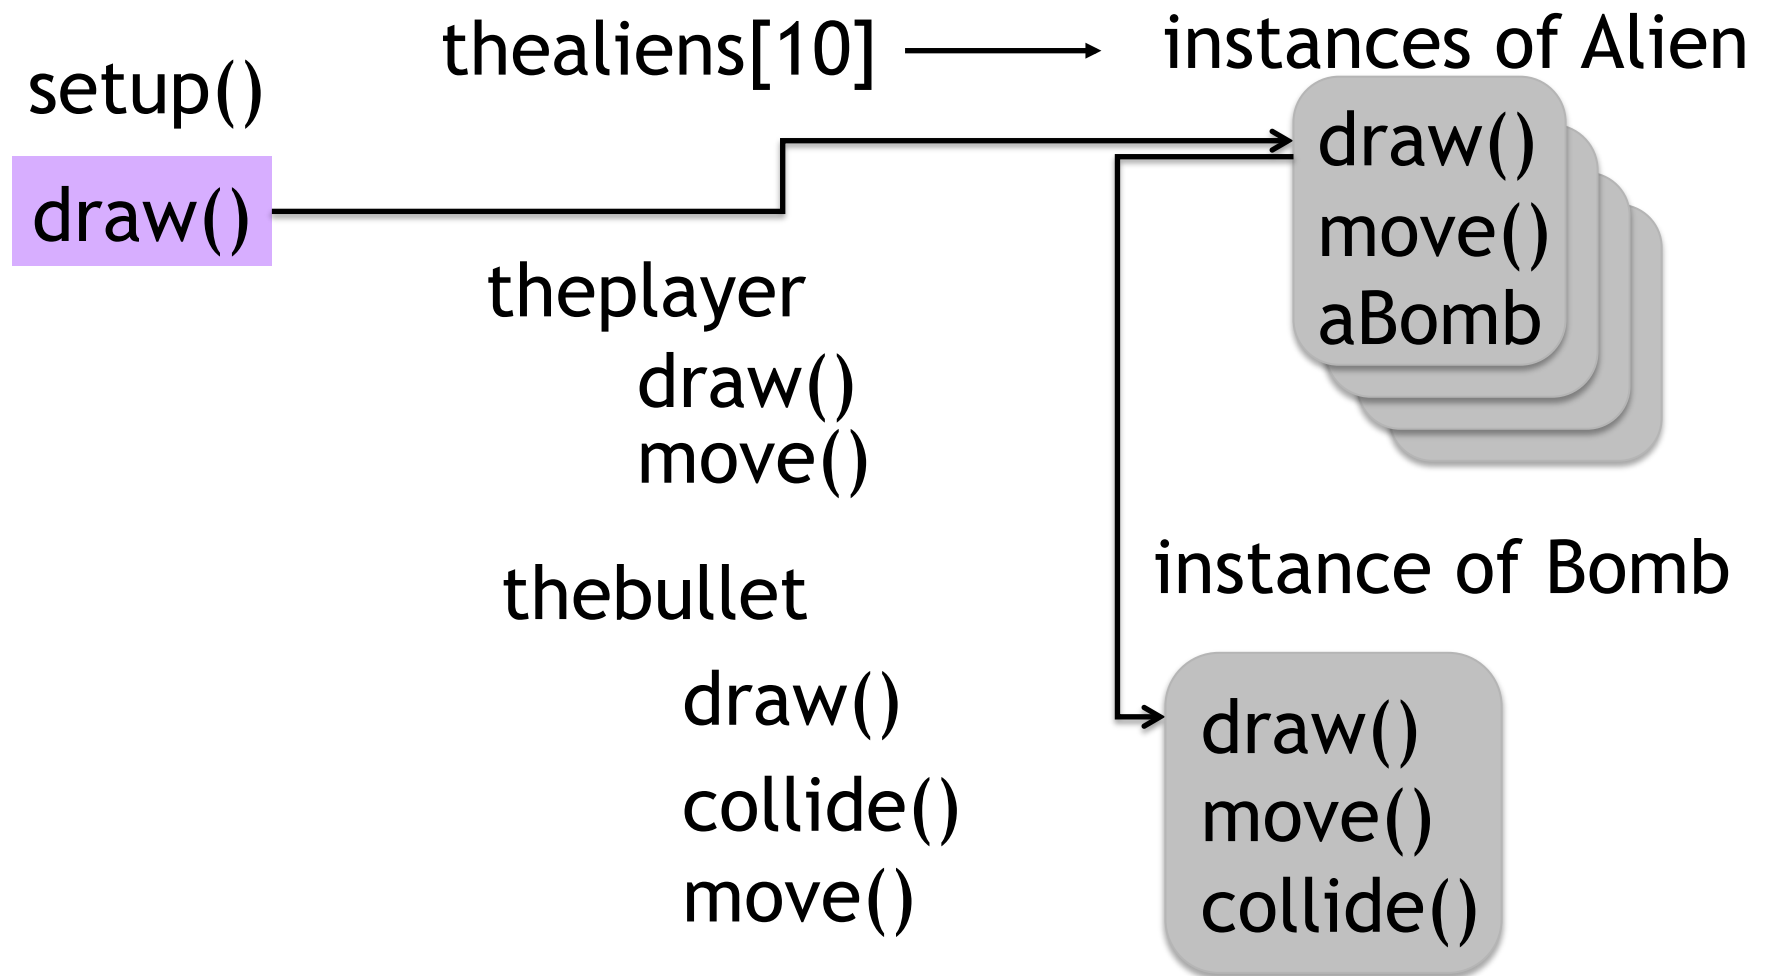 setup()
draw()
thealiens[10]
theplayer
draw()
move()
thebullet
draw()
collide()
move()
instances of Alien
draw()
move()
aBomb
instance of Bomb
draw()
move()
collide()